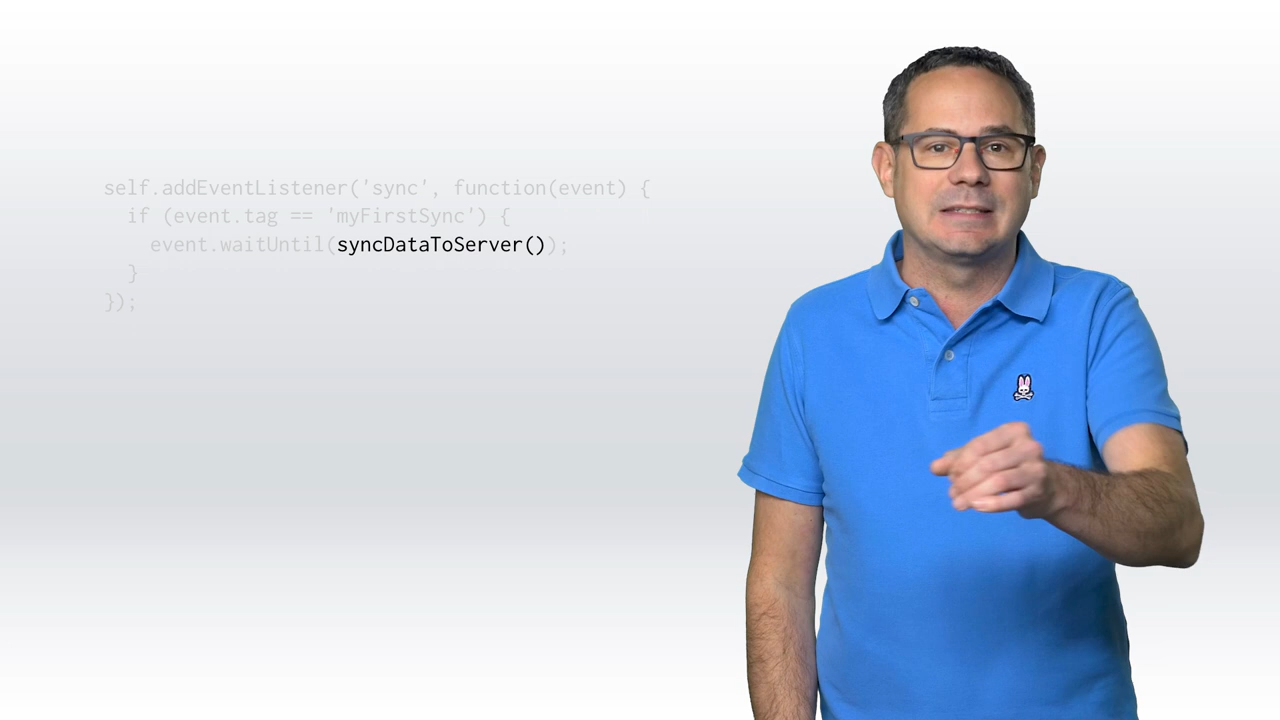 self.addEventListener('sync', function(event) {
if (event.tag == 'myFirstSync') {
event.waitUntil(syncDataToServer());
}
});